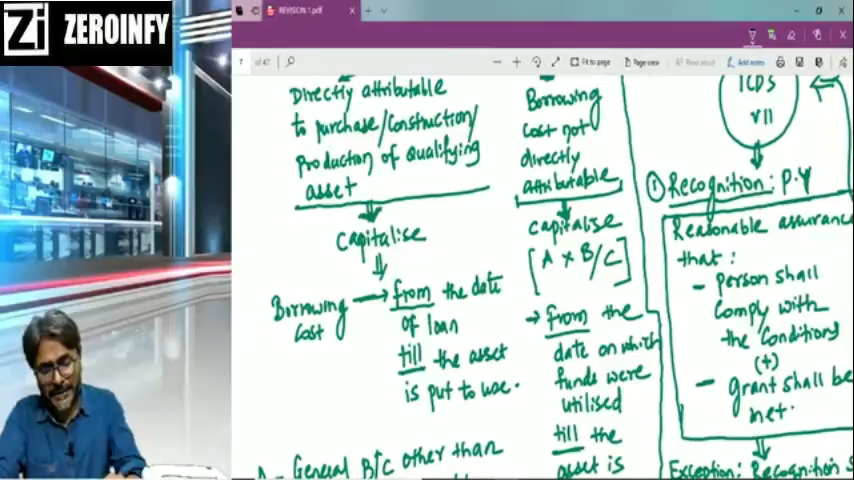 Zi ZEROINFY
REVISION 1.pdf
7 of 47
Fit to page
Page view
Read aloud
Add notes
Directly attributable
to purchase/construction/
production of qualifying
asset
capitalise
Borrowing
cost
from the date
of loan
till the asset
is put to use.
A - General B/C other than
Borrowing
cost not
directly
attributable
capitalise
[A x B/C]
→ from the
date on which
funds were
utilised
till the
asset is
ICDS
VII
① Recognition: P.Y
Reasonable assurance
that:
- person shall
comply with
the conditions
(+)
- grant shall be
Exception: Recognition